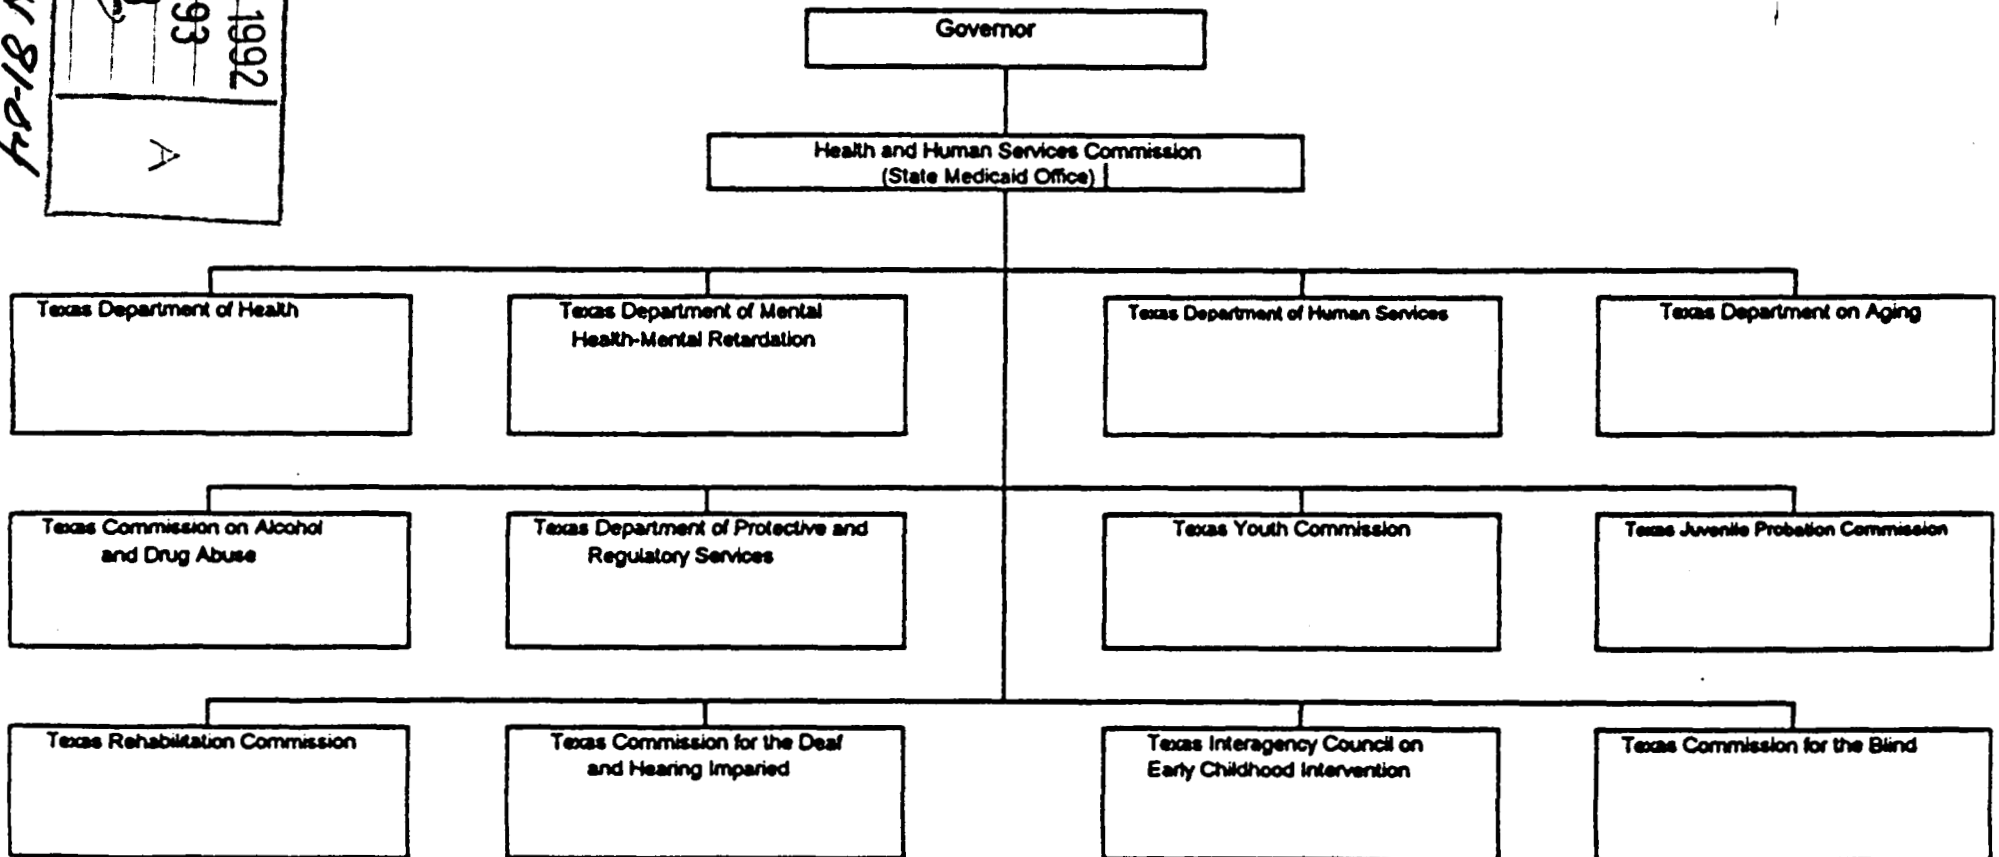 1992
93
A
Governor
Health and Human Services Commission
(State Medicaid Office)
Texas Department of Health
Texas Department of Mental
Health-Mental Retardation
Texas Department of Human Services
Texas Department on Aging
Texas Commission on Alcohol
and Drug Abuse
Texas Department of Protective and
Regulatory Services
Texas Youth Commission
Texas Juvenile Probation Commission
Texas Rehabilitation Commission
Texas Commission for the Deaf
and Hearing Imparied
Texas Interagency Council on
Early Childhood Intervention
Texas Commission for the Blind